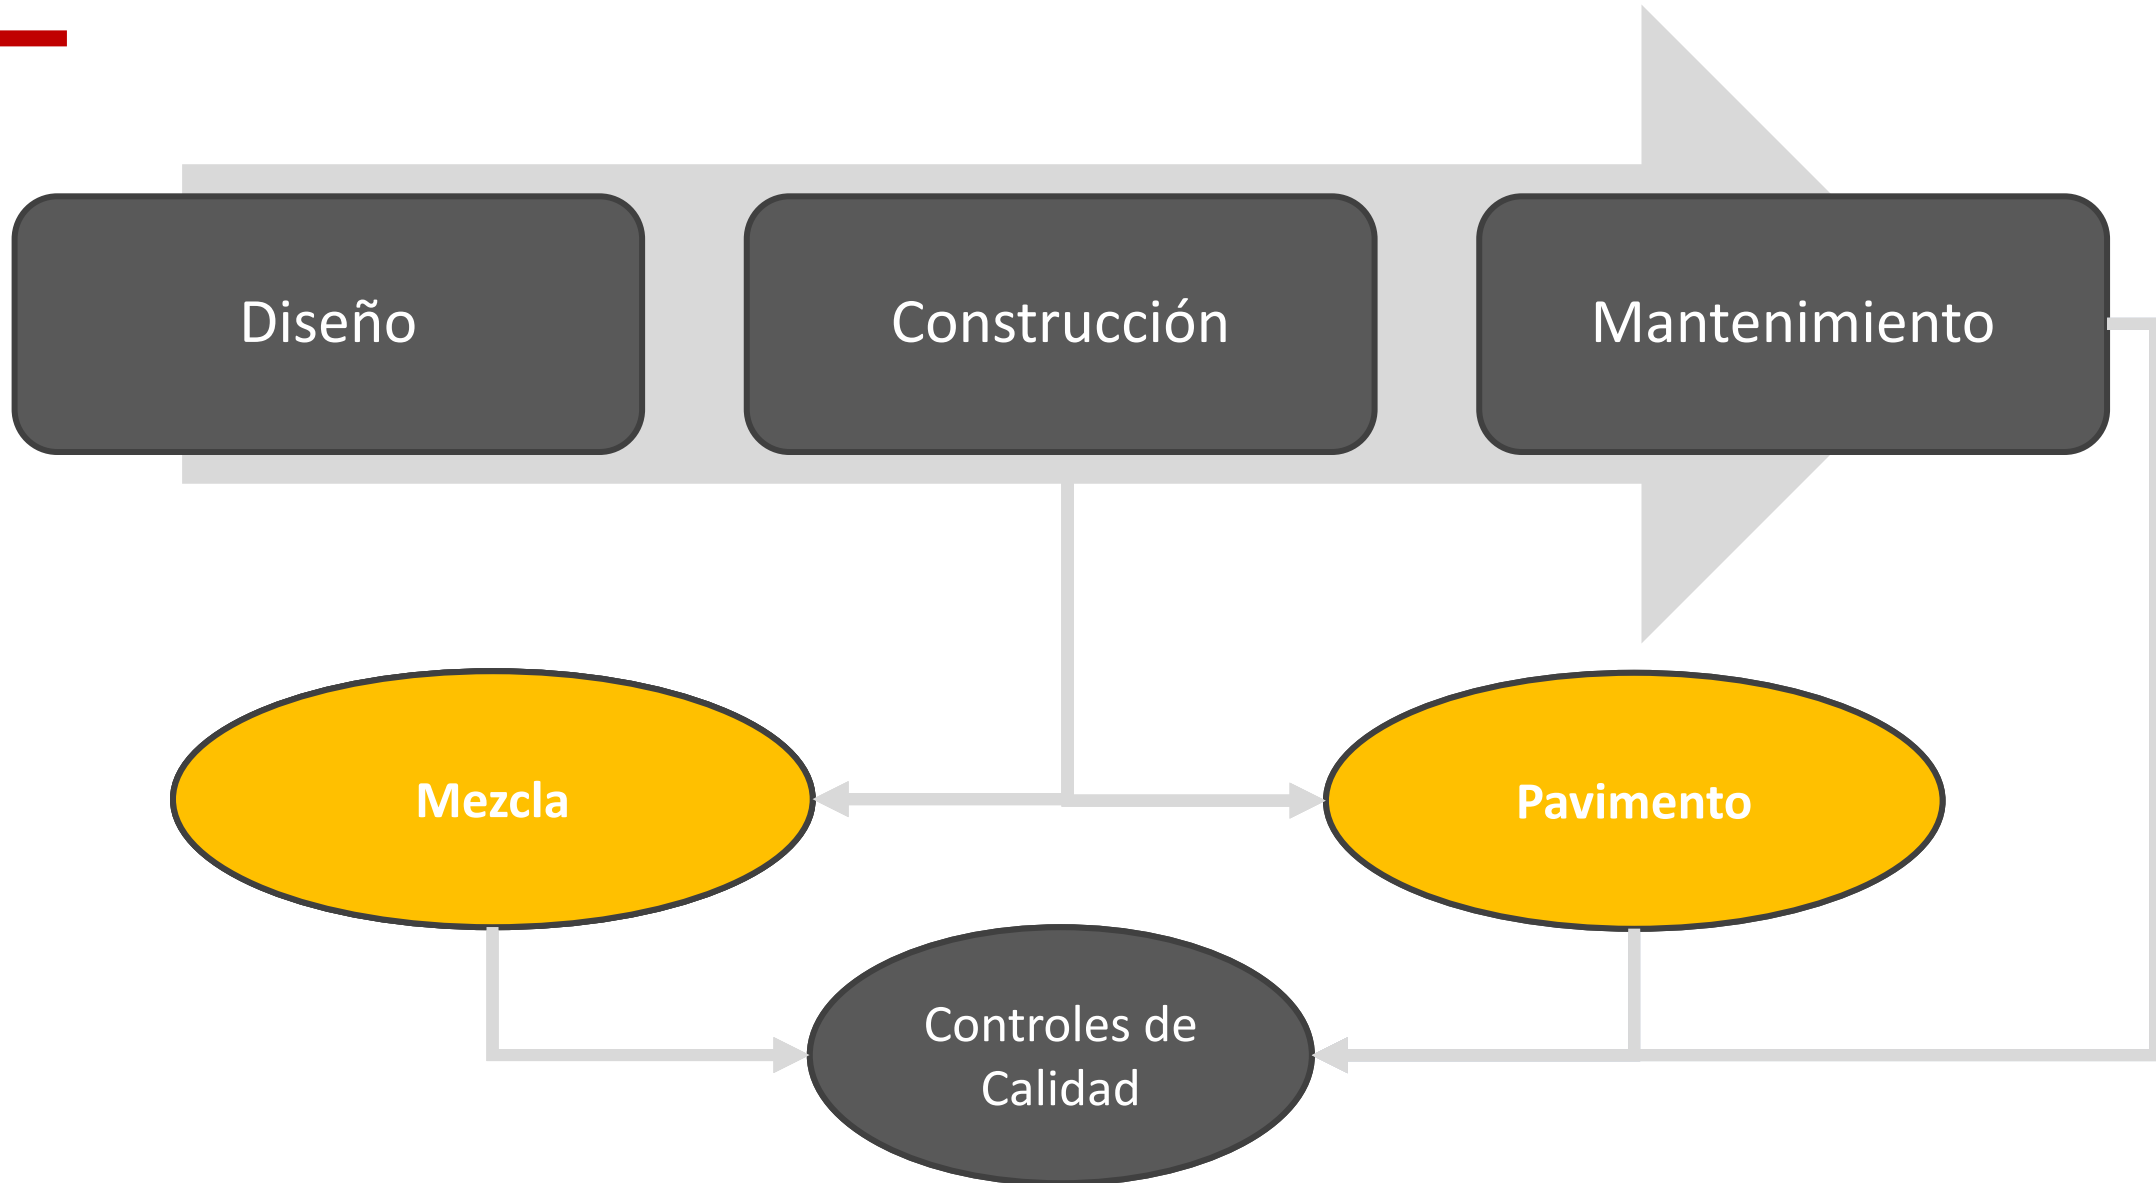 Diseño
Construcción
Mantenimiento
Mezcla
Pavimento
Controles de
Calidad